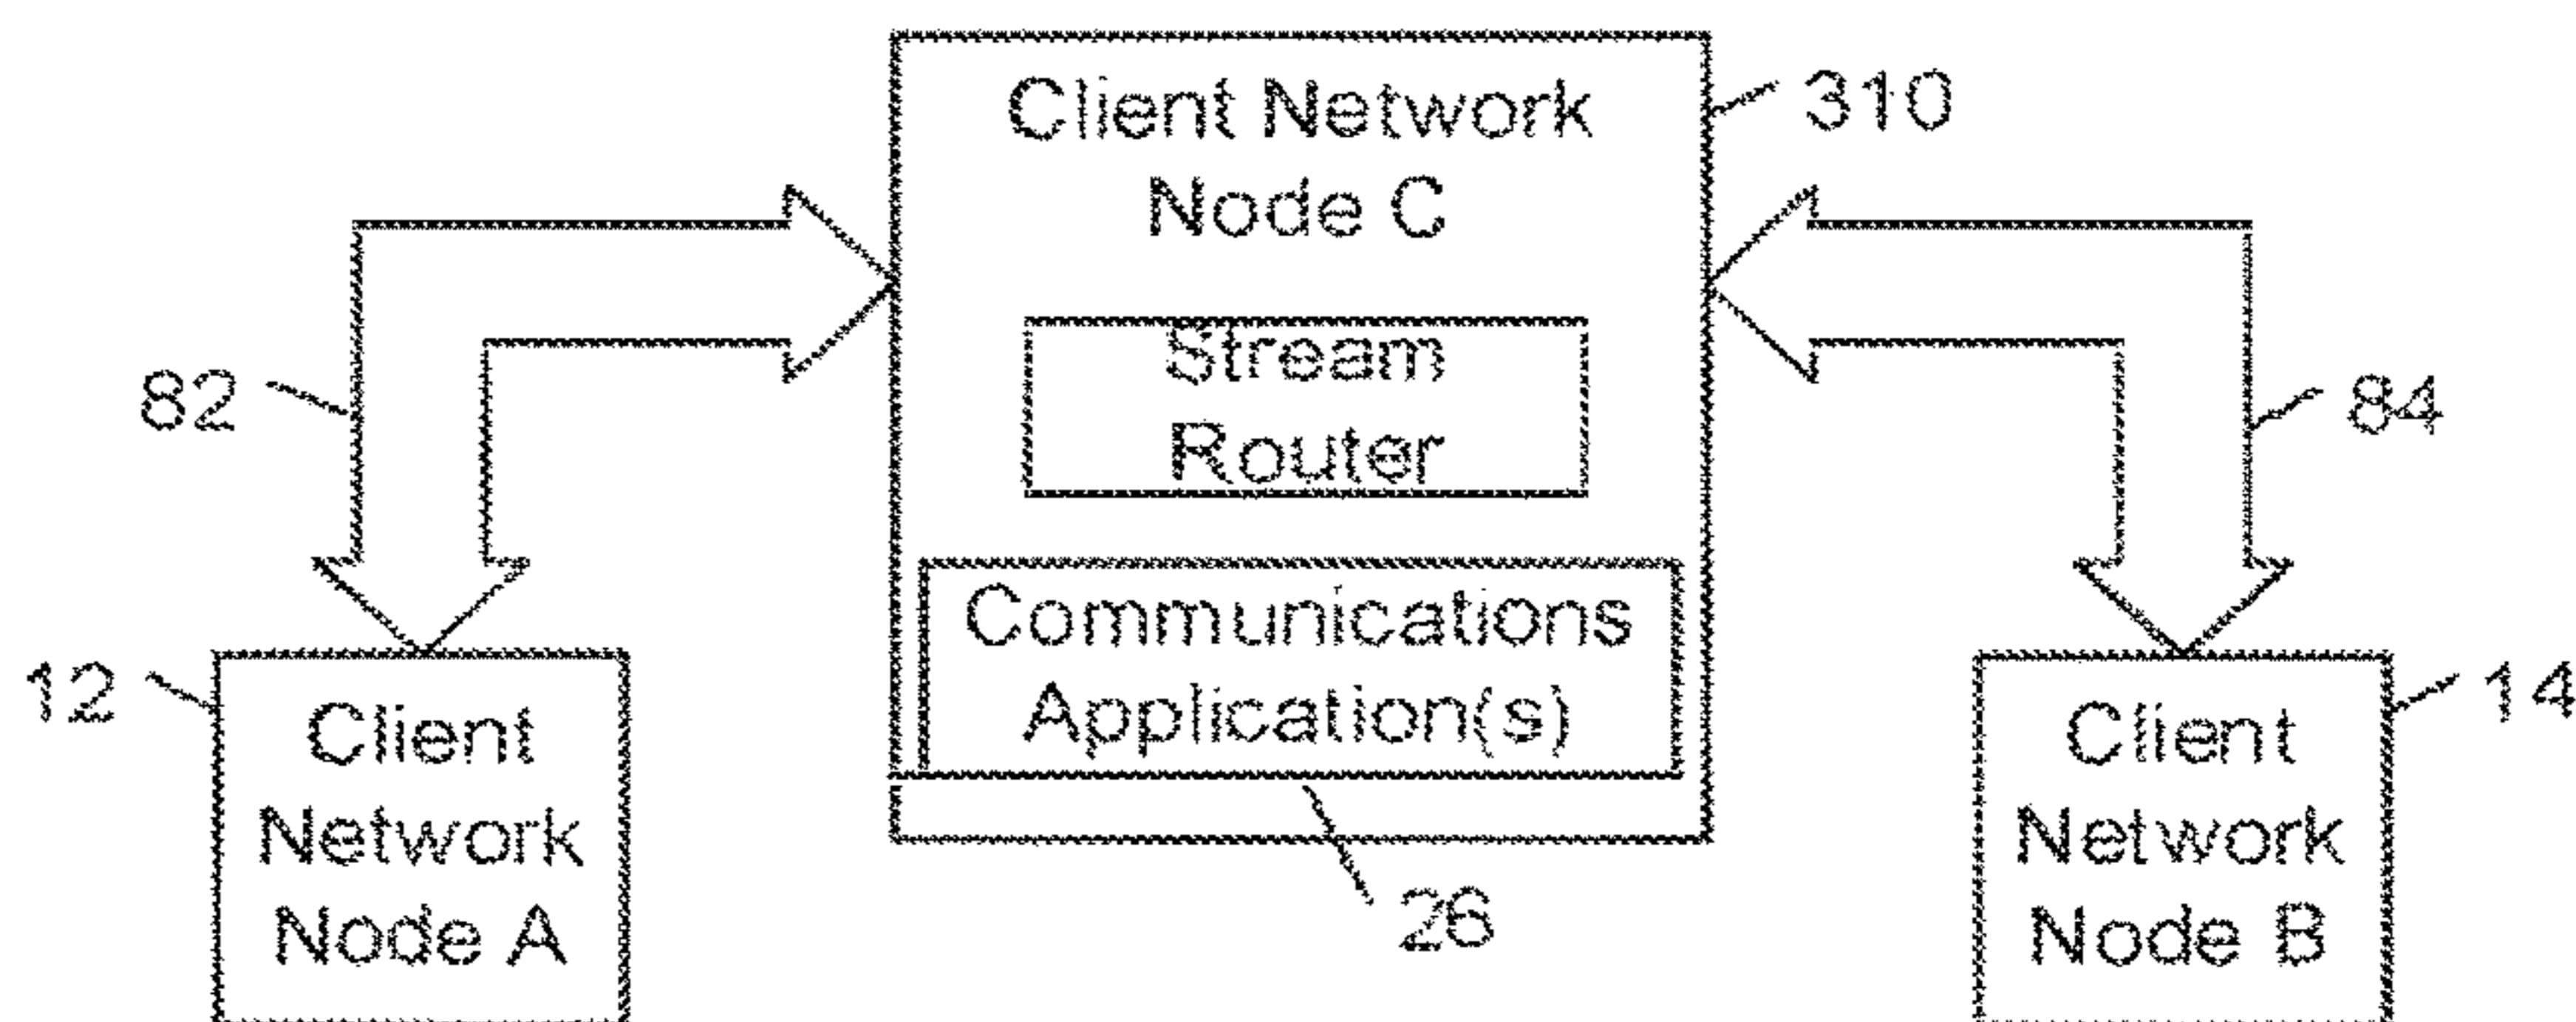 Client Network
Node C
310
Stream
Router
82
84
Communications
Application(s)
12
Client
Network
Node A
14
Client
Network
Node B
26